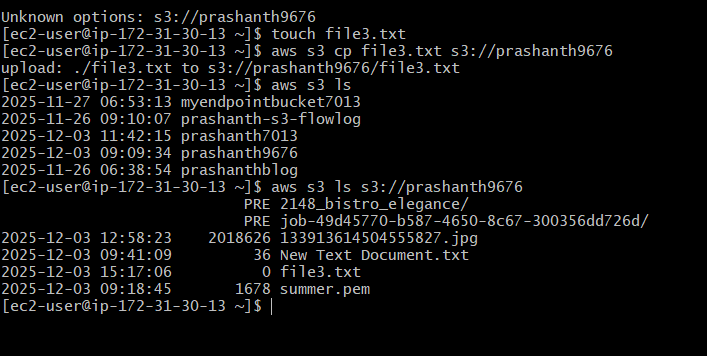 Unknown options: s3://prashanth9676
[ec2-user@ip-172-31-30-13 ~]$ touch file3.txt
[ec2-user@ip-172-31-30-13 ~]$ aws s3 cp file3.txt s3://prashanth9676
upload: ./file3.txt to s3://prashanth9676/file3.txt
[ec2-user@ip-172-31-30-13 ~]$ aws s3 ls
2025-11-27 06:53:13 myendpointbucket7013
2025-11-26 09:10:07 prashanth-s3-flowlog
2025-12-03 11:42:15 prashanth7013
2025-12-03 09:09:34 prashanth9676
2025-11-26 06:38:54 prashanthblog
[ec2-user@ip-172-31-30-13 ~]$ aws s3 ls s3://prashanth9676
                           PRE 2148_bistro_elegance/
                           PRE job-49d45770-b587-4650-8c67-300356dd726d/
2025-12-03 12:58:23    2018626 133913614504555827.jpg
2025-12-03 09:41:09         36 New Text Document.txt
2025-12-03 15:17:06          0 file3.txt
2025-12-03 09:18:45       1678 summer.pem
[ec2-user@ip-172-31-30-13 ~]$